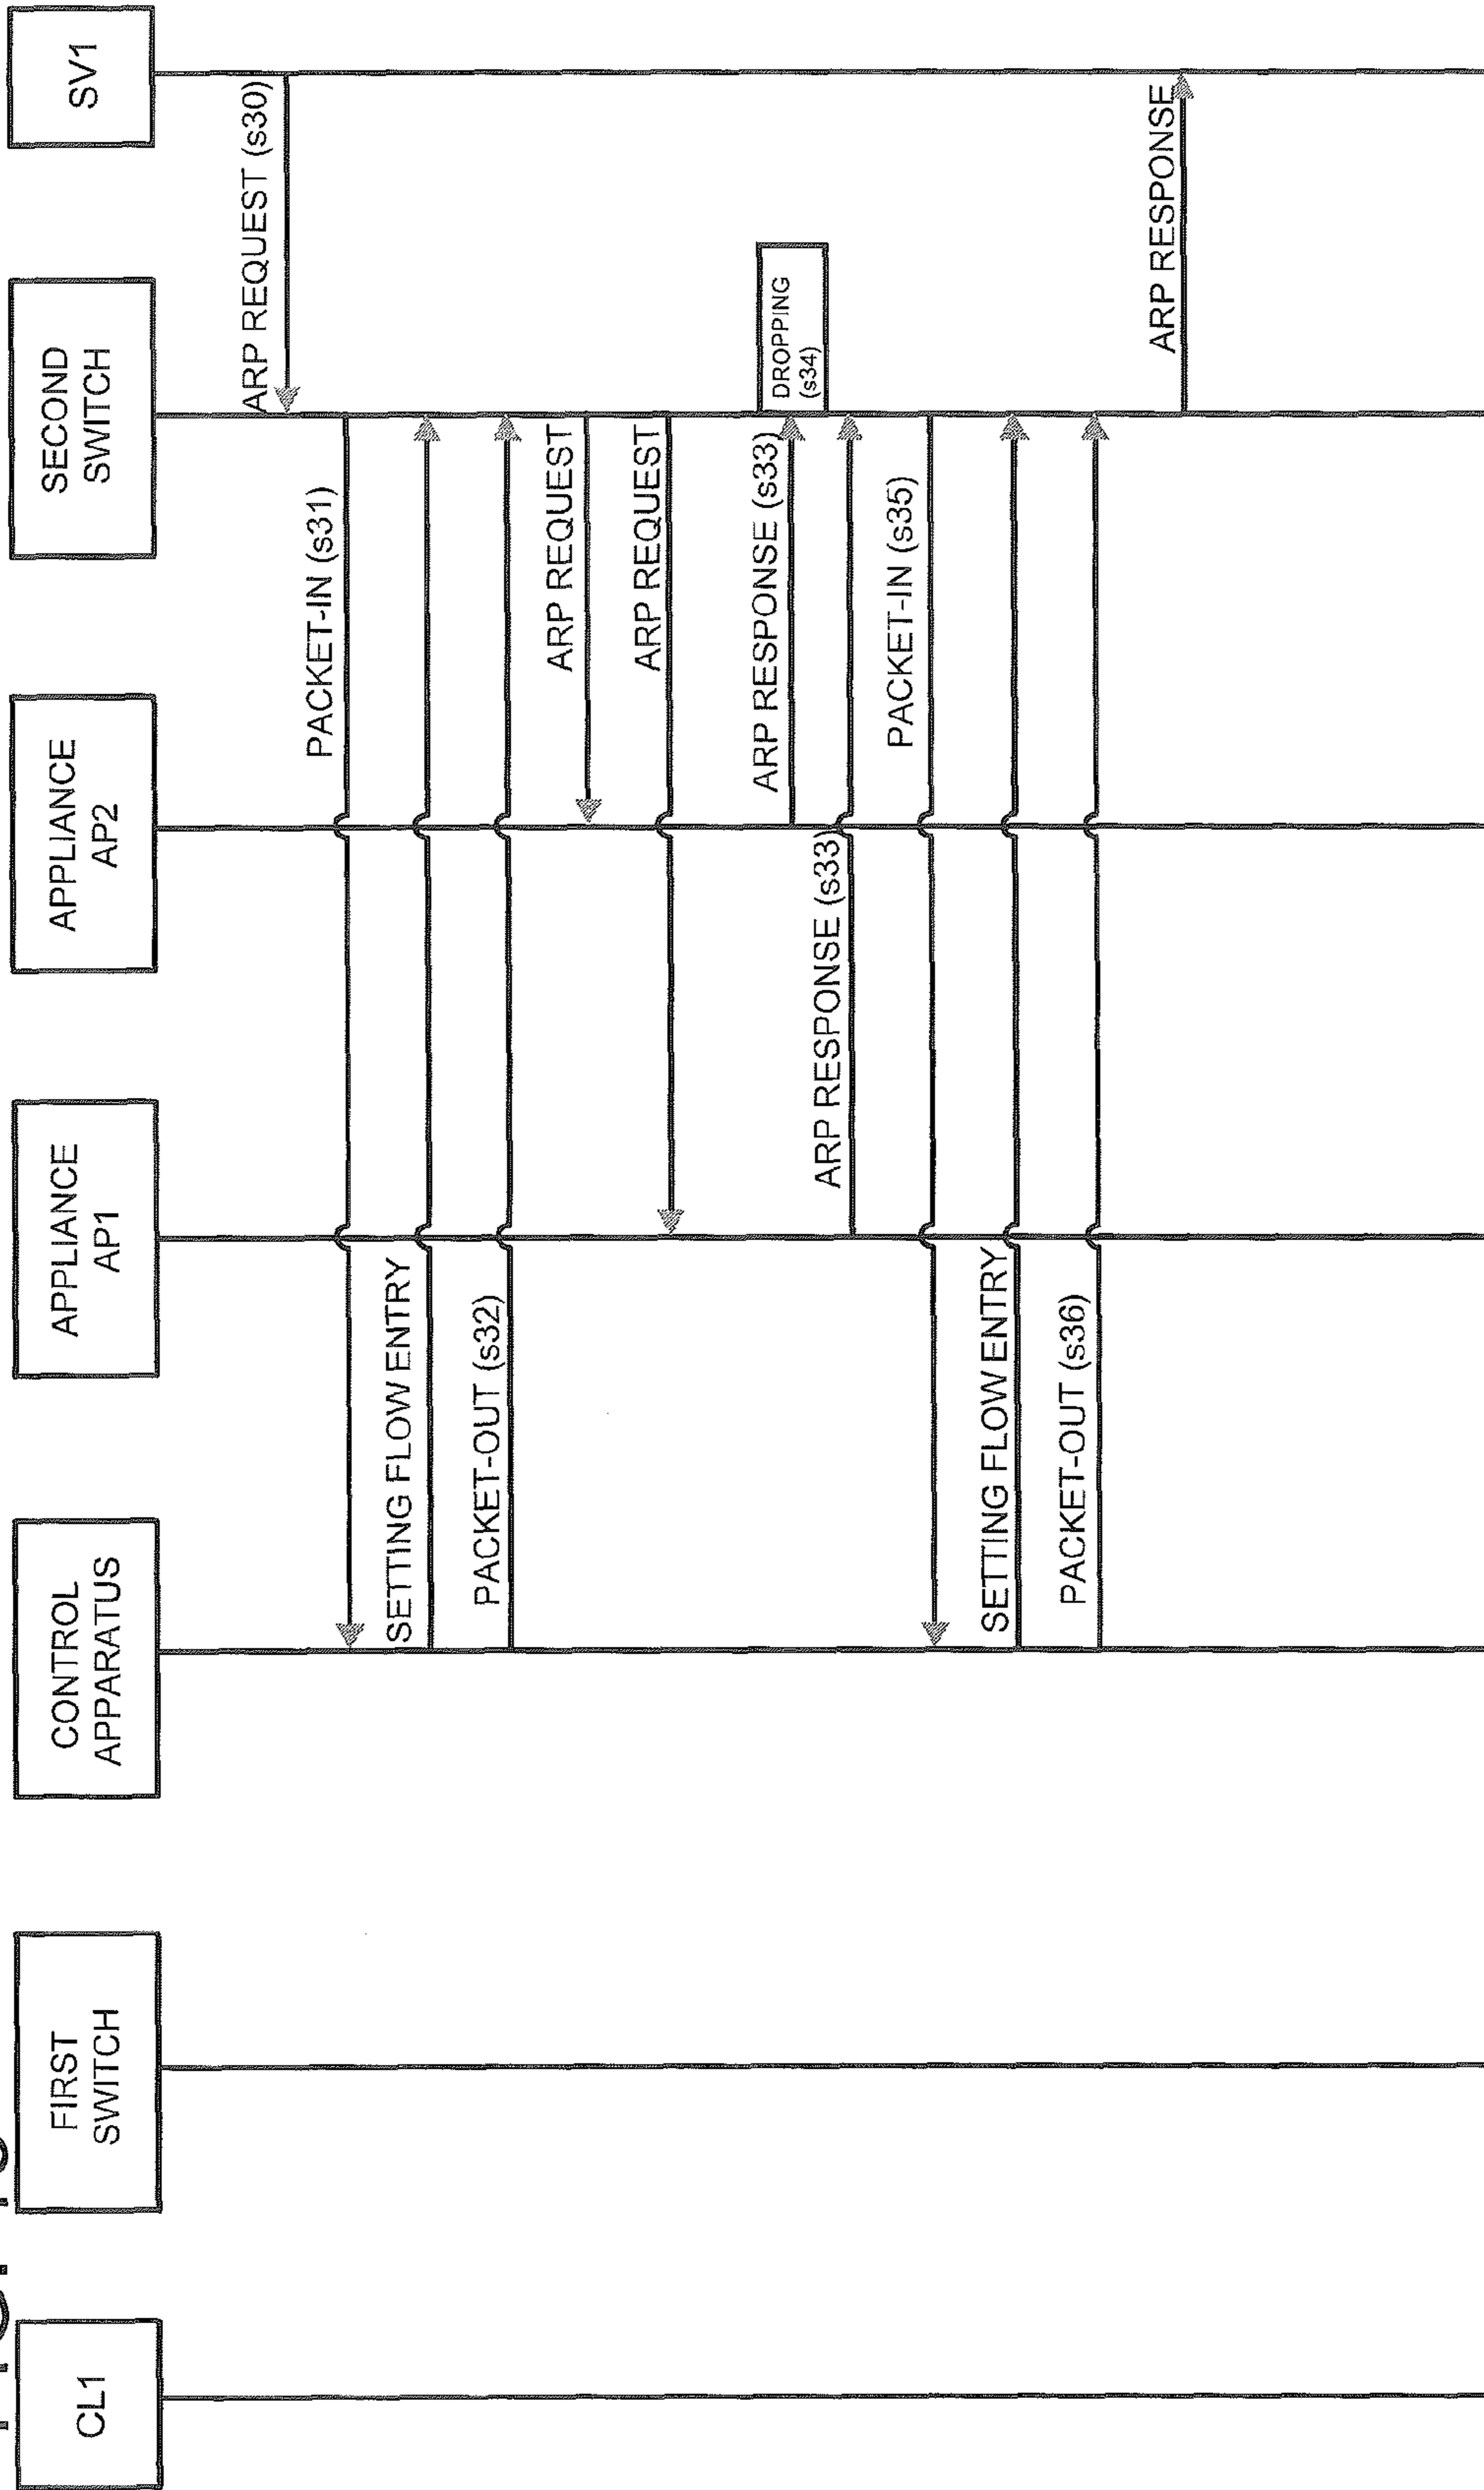 CL1
FIRST
SWITCH
CONTROL
APPARATUS
APPLIANCE
AP1
APPLIANCE
AP2
SECOND
SWITCH
SV1
ARP REQUEST (s30)
PACKET-IN (s31)
SETTING FLOW ENTRY
PACKET-OUT (s32)
ARP REQUEST
ARP REQUEST
ARP RESPONSE (s33)
DROPPING
(s34)
ARP RESPONSE (s33)
PACKET-IN (s35)
SETTING FLOW ENTRY
PACKET-OUT (s36)
ARP RESPONSE